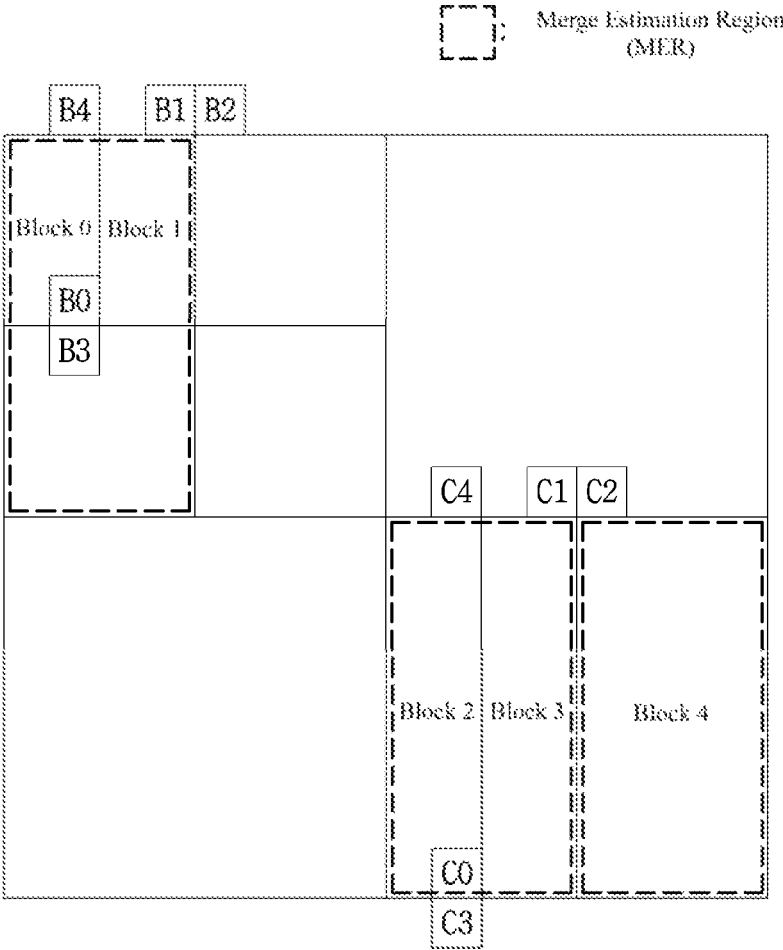 : Merge Estimation Region
(MER)
B4 B1 B2
Block 0 Block 1
B0
B3
C4 C1 C2
Block 2 Block 3 Block 4
C0
C3